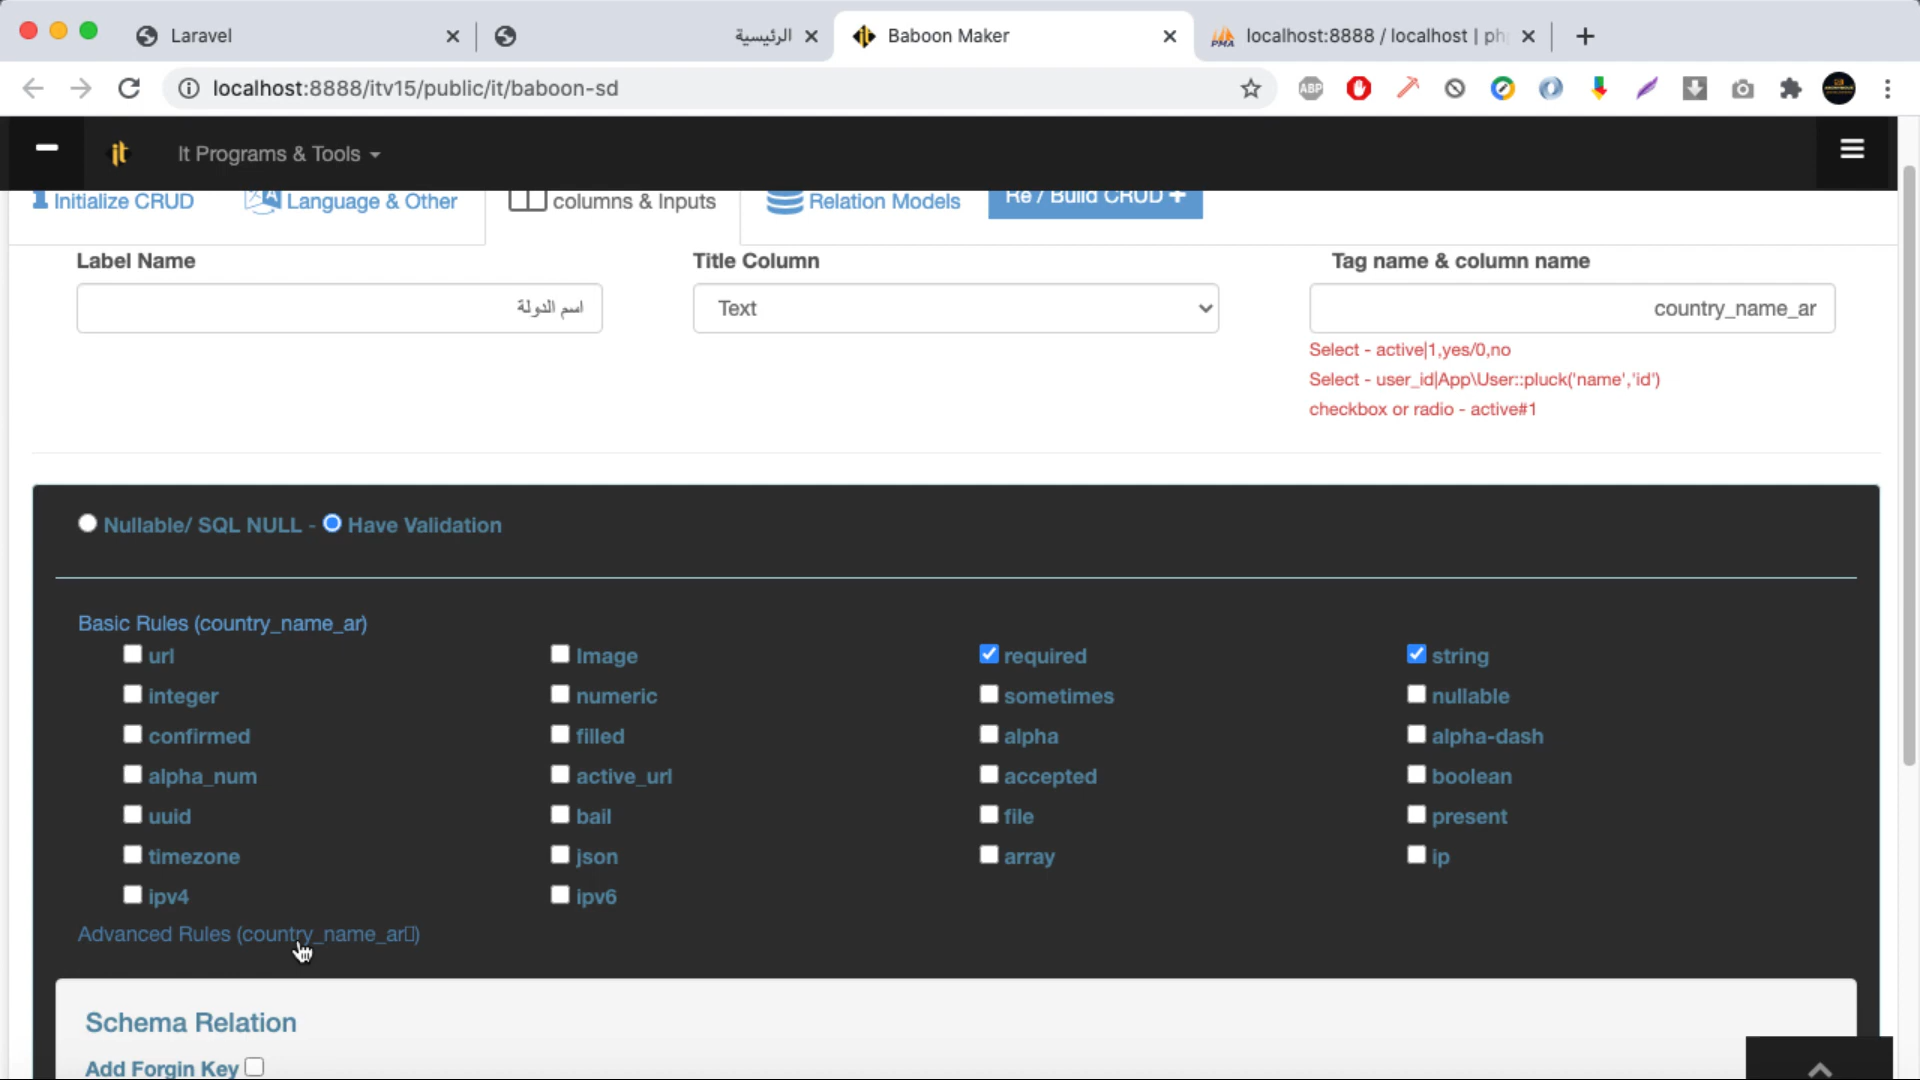 Laravel
الرئيسية
Baboon Maker
localhost:8888 / localhost | ph
localhost:8888/itv15/public/it/baboon-sd
ABP
it
It Programs & Tools
Initialize CRUD
Language & Other
columns & Inputs
Relation Models
Re / Build CRUD +
Label Name
Title Column
Tag name & column name
اسم الدولة
Text
country_name_ar
Select - active|1,yes/0,no
Select - user_id|App\User::pluck('name','id')
checkbox or radio - active#1
Nullable/ SQL NULL - Have Validation
Basic Rules (country_name_ar)
url
Image
required
string
integer
numeric
sometimes
nullable
confirmed
filled
alpha
alpha-dash
alpha_num
active_url
accepted
boolean
uuid
bail
file
present
timezone
json
array
ip
ipv4
ipv6
Advanced Rules (country_name_ar▯)
Schema Relation
Add Forgin Key